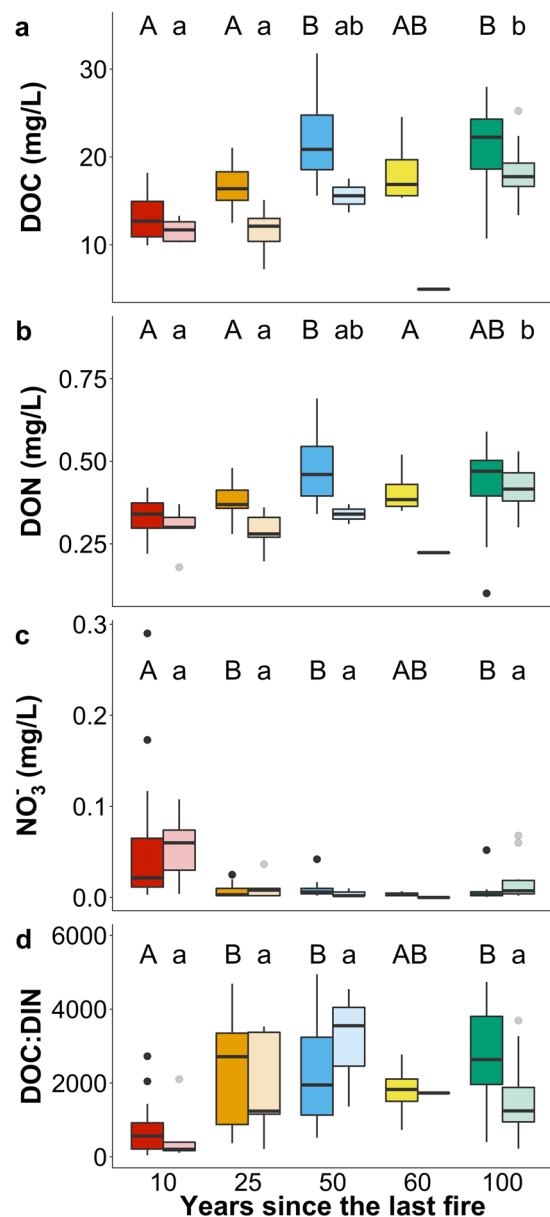 a
A a A a B ab AB B b
DOC (mg/L)
30
20
10
b
A a A a B ab A AB b
DON (mg/L)
0.75
0.50
0.25
c
A a B a B a AB B a
NO3- (mg/L)
0.3
0.2
0.1
0.0
d
A a B a B a AB B a
DOC:DIN
6000
4000
2000
0
10 25 50 60 100
Years since the last fire